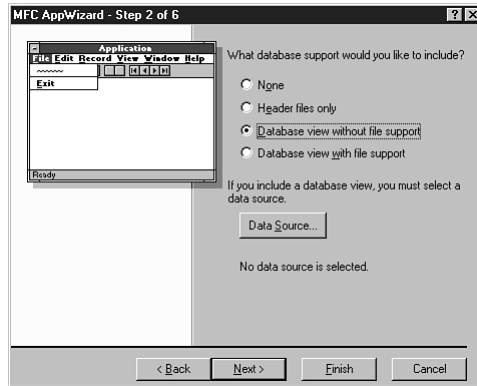 MFC AppWizard - Step 2 of 6
Application
File Edit Record View Window Help
Exit
Ready
What database support would you like to include?
None
Header files only
Database view without file support
Database view with file support
If you include a database view, you must select a
data source.
Data Source...
No data source is selected.
< Back Next > Finish Cancel